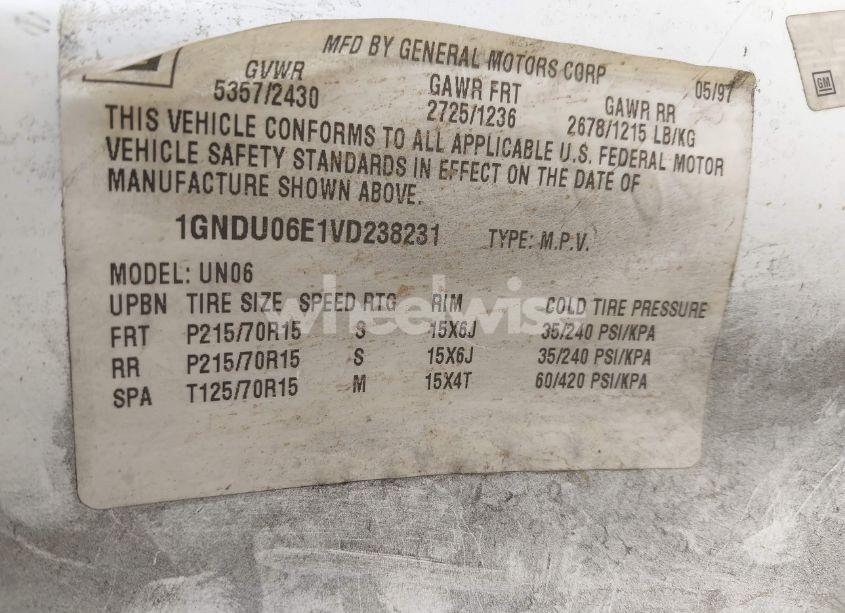 MFD BY GENERAL MOTORS CORP
05/97
GVWR GAWR FRT GAWR RR
5357/2430 2725/1236 2678/1215 LB/KG
THIS VEHICLE CONFORMS TO ALL APPLICABLE U.S. FEDERAL MOTOR
VEHICLE SAFETY STANDARDS IN EFFECT ON THE DATE OF
MANUFACTURE SHOWN ABOVE.
1GNDU06E1VD238231 TYPE: M.P.V.
MODEL: UN06
UPBN TIRE SIZE SPEED RTG RIM COLD TIRE PRESSURE
FRT P215/70R15 S 15X6J 35/240 PSI/KPA
RR P215/70R15 S 15X6J 35/240 PSI/KPA
SPA T125/70R15 M 15X4T 60/420 PSI/KPA
GM
wheelwis